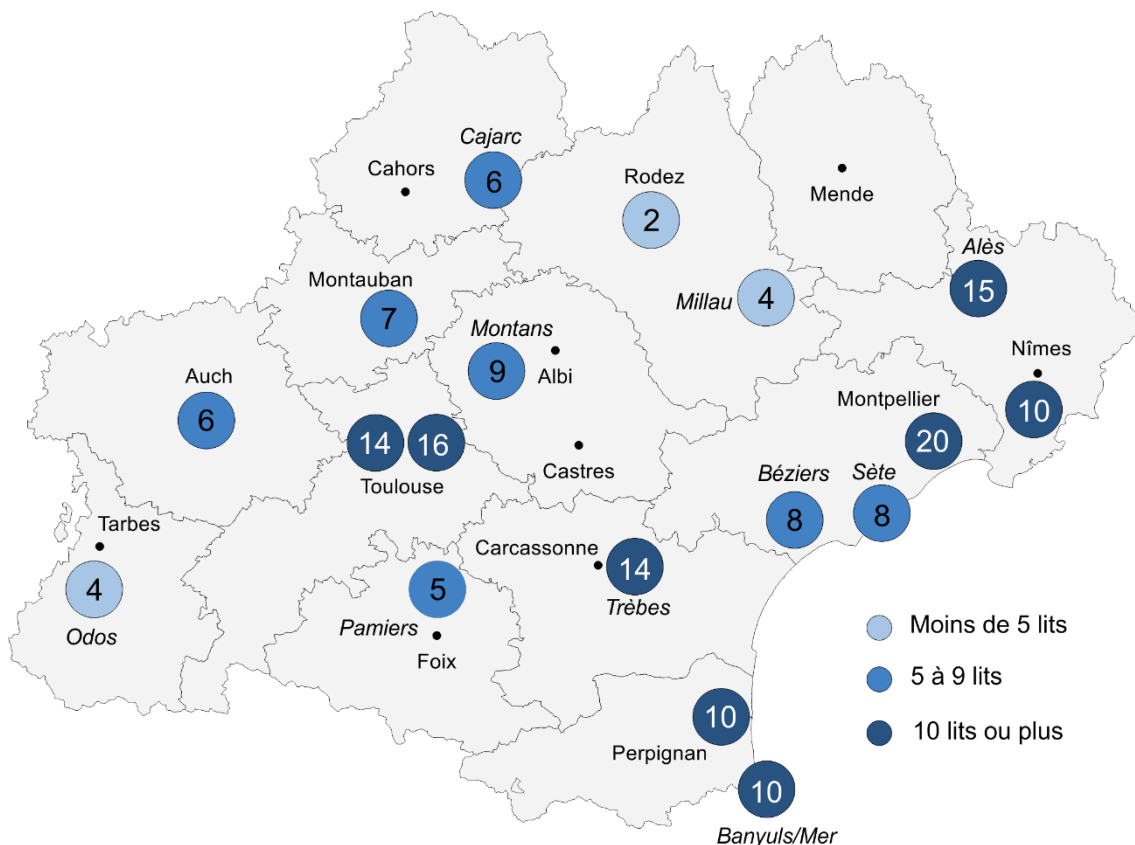 Cajarc
Cahors
6
Rodez
2
Mende
Alès
15
Montauban
7
Millau
4
Montans
9
Albi
Nîmes
10
Auch
6
Montpellier
20
14
16
Toulouse
Castres
Béziers
8
Sète
8
Tarbes
4
Odos
Carcassonne
14
Trèbes
5
Pamiers
Foix
Moins de 5 lits
5 à 9 lits
10 lits ou plus
10
Perpignan
10
Banyuls/Mer